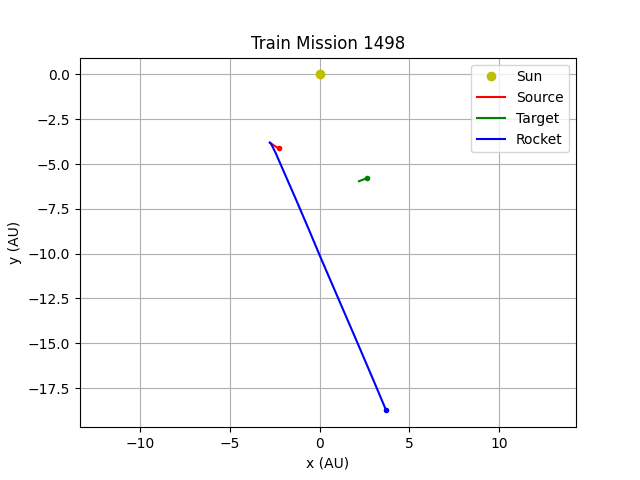 Train Mission 1498
Sun
Source
Target
Rocket
0.0
−2.5
−5.0
−7.5
−10.0
−12.5
−15.0
−17.5
y (AU)
−10
−5
0
5
10
x (AU)